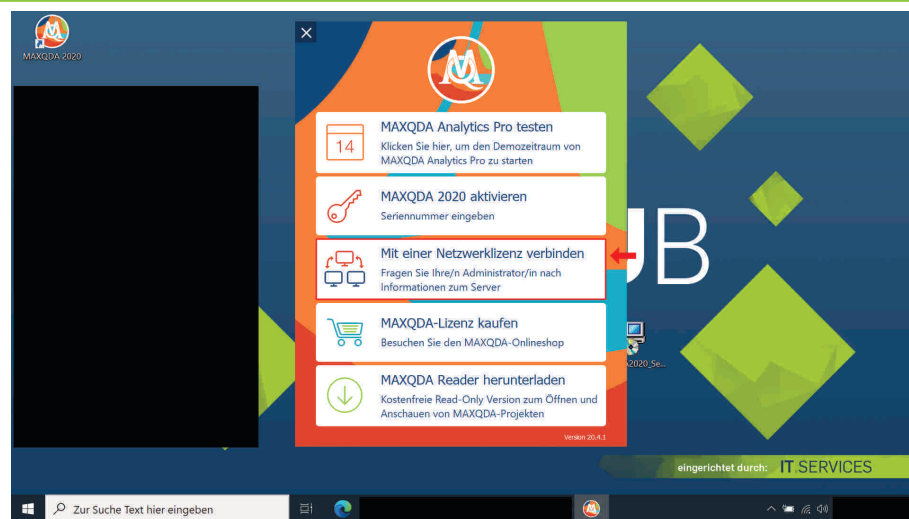 MAXQDA 2020
MAXQDA Analytics Pro testen
14
Klicken Sie hier, um den Demozeitraum von
MAXQDA Analytics Pro zu starten
MAXQDA 2020 aktivieren
Seriennummer eingeben
Mit einer Netzwerklizenz verbinden
Fragen Sie Ihre/n Administrator/in nach
Informationen zum Server
MAXQDA-Lizenz kaufen
Besuchen Sie den MAXQDA-Onlineshop
MAXQDA Reader herunterladen
Kostenfreie Read-Only Version zum Öffnen und
Anschauen von MAXQDA-Projekten
Version 20.4.1
B
2020_Se...
eingerichtet durch: IT.SERVICES
Zur Suche Text hier eingeben